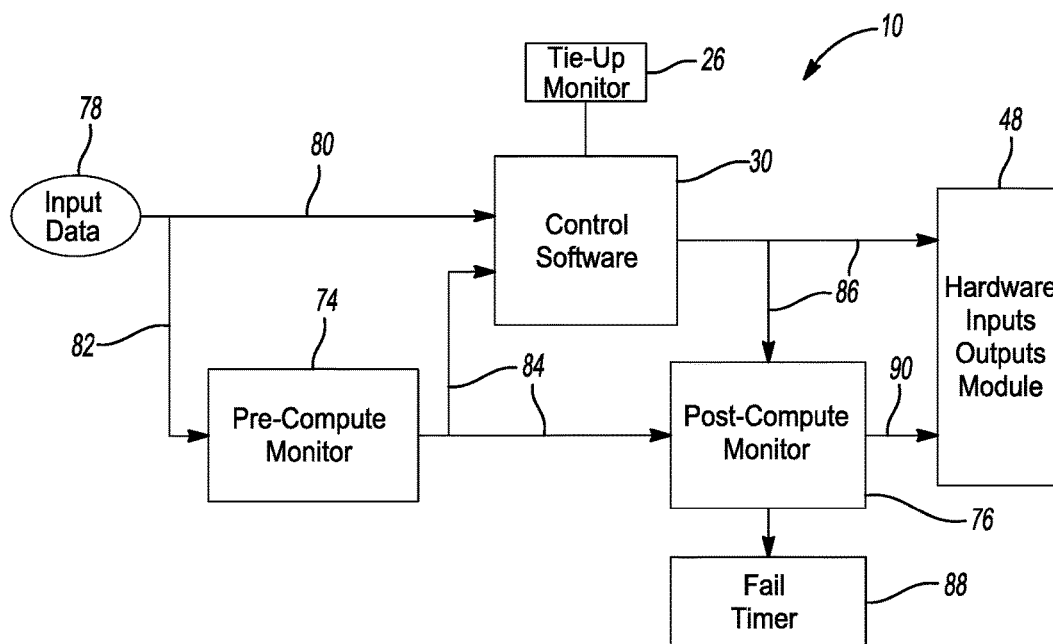 10
Tie-Up
Monitor
26
78
80
30
48
Input
Data
Control
Software
82
74
84
86
Hardware
Inputs
Outputs
Module
Pre-Compute
Monitor
Post-Compute
Monitor
90
76
Fail
Timer
88